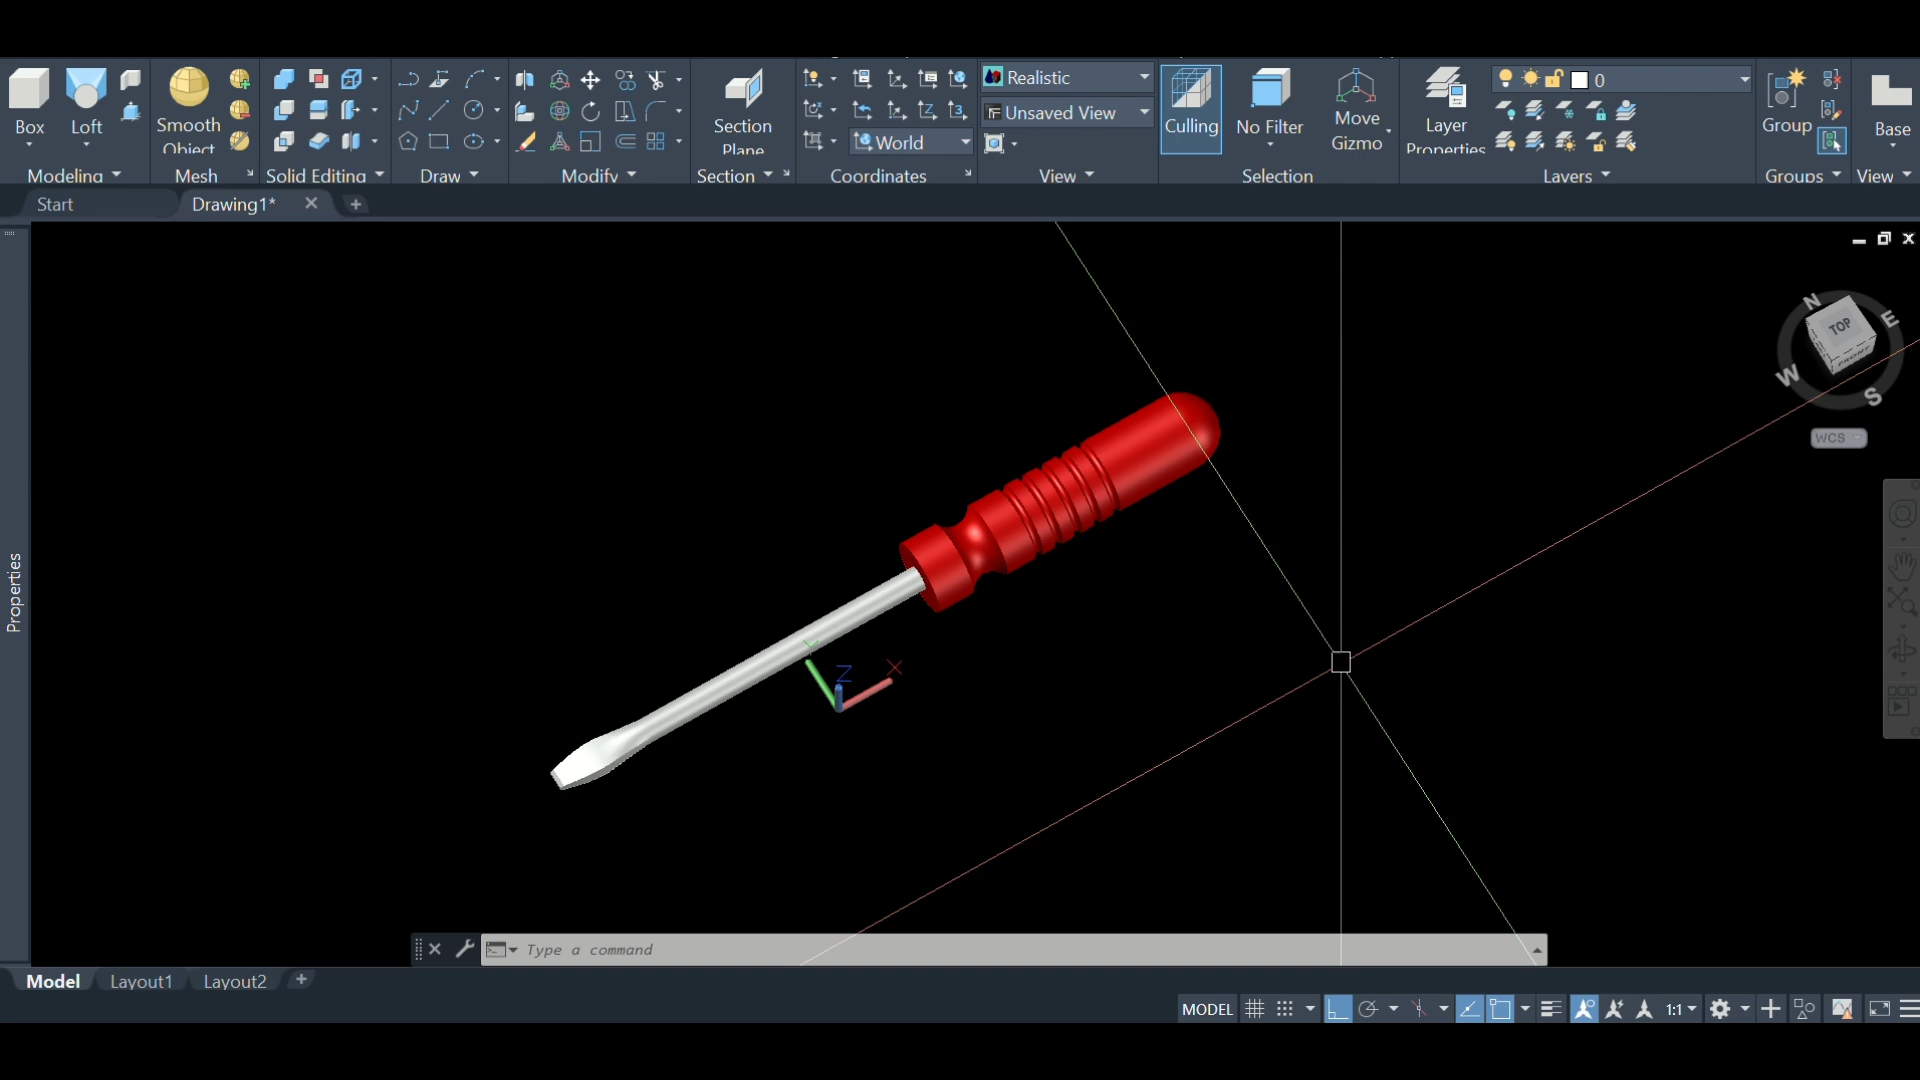 Box
Loft
Smooth
Object
Section
Plane
World
Realistic
Unsaved View
Culling
No Filter
Move
Gizmo
Layer
Properties
0
Group
Base
Modeling
Mesh
Solid Editing
Draw
Modify
Section
Coordinates
View
Selection
Layers
Groups
View
Start
Drawing1*
N
E
W
S
TOP
FRONT
WCS
Properties
Y
Z
X
Type a command
Model
Layout1
Layout2
MODEL
1:1